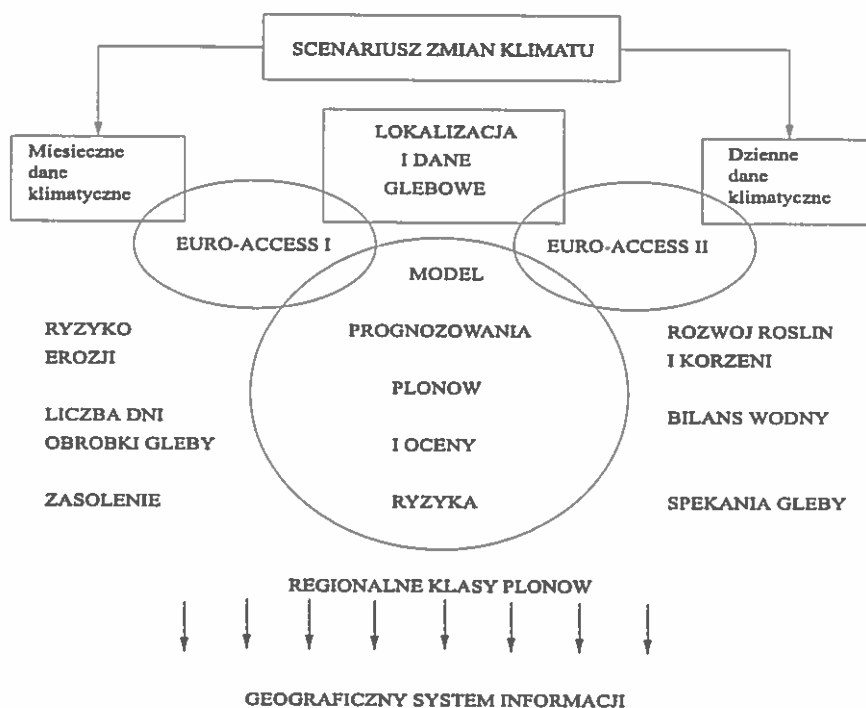 SCENARIUSZ ZMIAN KLIMATU
Miesieczne
dane
klimatyczne
LOKALIZACJA
I DANE
GLEBOWE
Dzienne
dane
klimatyczne
EURO-ACCESS I
EURO-ACCESS II
MODEL
PROGNOZOWANIA
PLONOW
I OCENY
RYZYKA
RYZYKO
EROZJI
LICZBA DNI
OBROBKI GLEBY
ZASOLENIE
ROZWOJ ROSLIN
I KORZENI
BILANS WODNY
SPEKANIA GLEBY
REGIONALNE KLASY PLONOW
GEOGRAFICZNY SYSTEM INFORMACJI